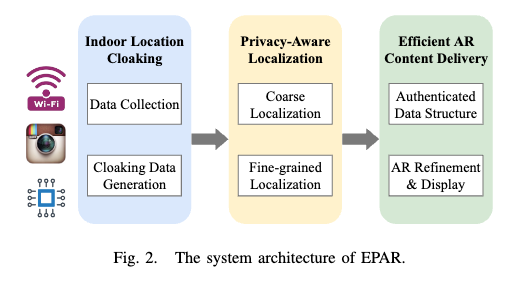 Indoor Location
Cloaking
Data Collection
Cloaking Data
Generation
Privacy-Aware
Localization
Coarse
Localization
Fine-grained
Localization
Efficient AR
Content Delivery
Authenticated
Data Structure
AR Refinement
& Display
Wi-Fi
Fig. 2. The system architecture of EPAR.